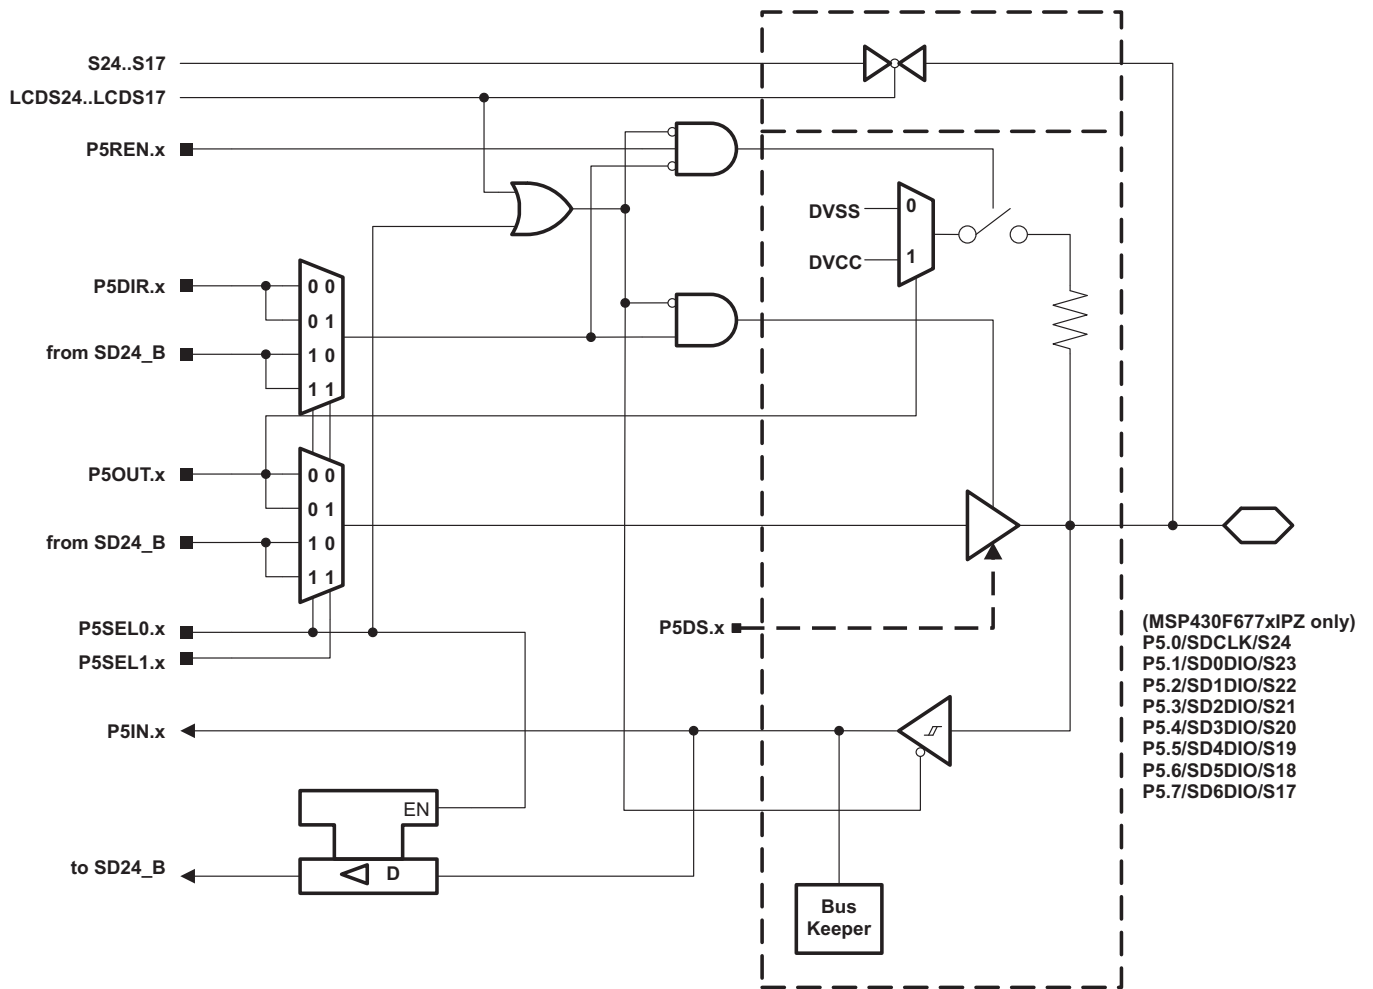 S24..S17
LCDS24..LCDS17
P5REN.x
DVSS
0
DVCC
1
P5DIR.x
0 0
0 1
from SD24_B
1 0
1 1
P5OUT.x
0 0
0 1
from SD24_B
1 0
1 1
P5SEL0.x
P5SEL1.x
P5DS.x
(MSP430F677xIPZ only)
P5.0/SDCLK/S24
P5.1/SD0DIO/S23
P5.2/SD1DIO/S22
P5.3/SD2DIO/S21
P5.4/SD3DIO/S20
P5.5/SD4DIO/S19
P5.6/SD5DIO/S18
P5.7/SD6DIO/S17
P5IN.x
EN
to SD24_B
D
Bus
Keeper